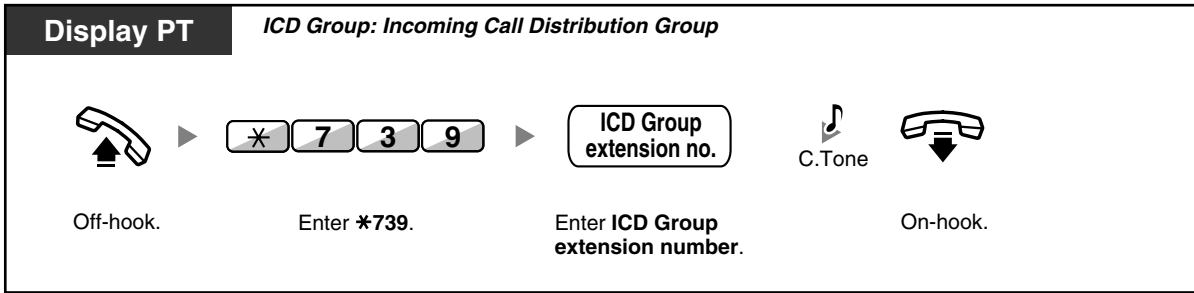 Display PT
ICD Group: Incoming Call Distribution Group
✳ 7 3 9
ICD Group
extension no.
C.Tone
Off-hook.
Enter ✳739.
Enter ICD Group
extension number.
On-hook.